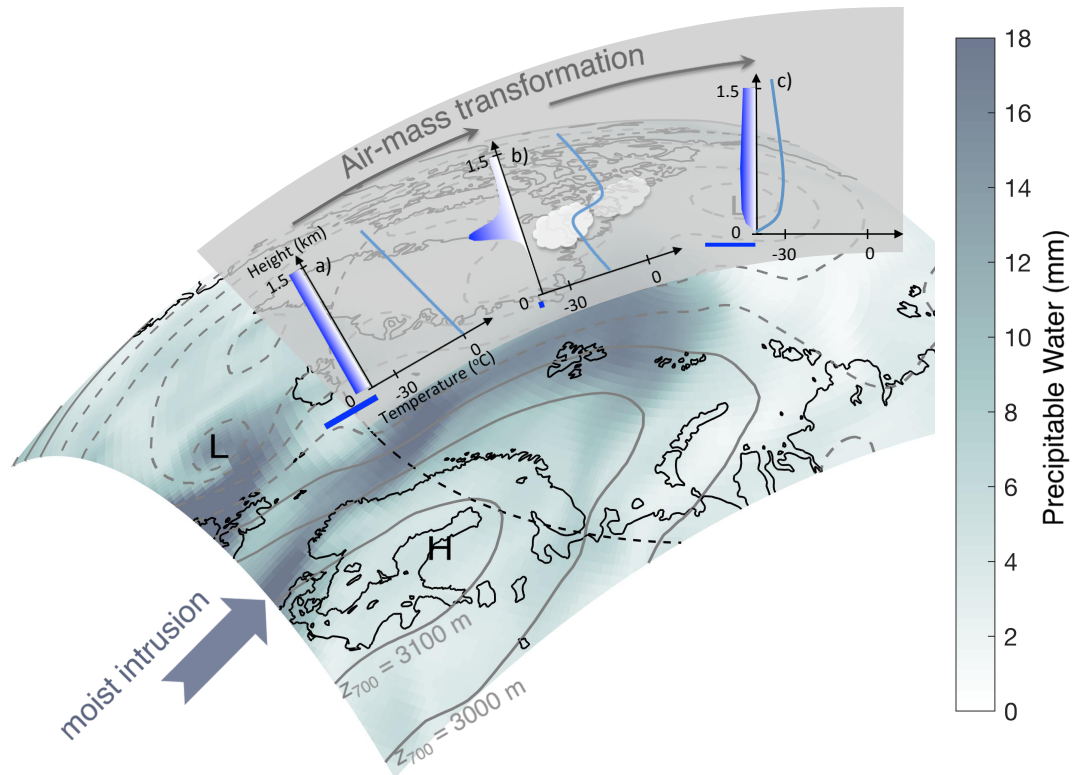 Air-mass transformation
Height (km)
1.5
a)
0
-30
0
Temperature (ºC)
1.5
b)
0
-30
0
1.5
c)
0
-30
0
L
L
H
moist intrusion
z700 = 3100 m
z700 = 3000 m
18
16
14
12
10
8
6
4
2
0
Precipitable Water (mm)